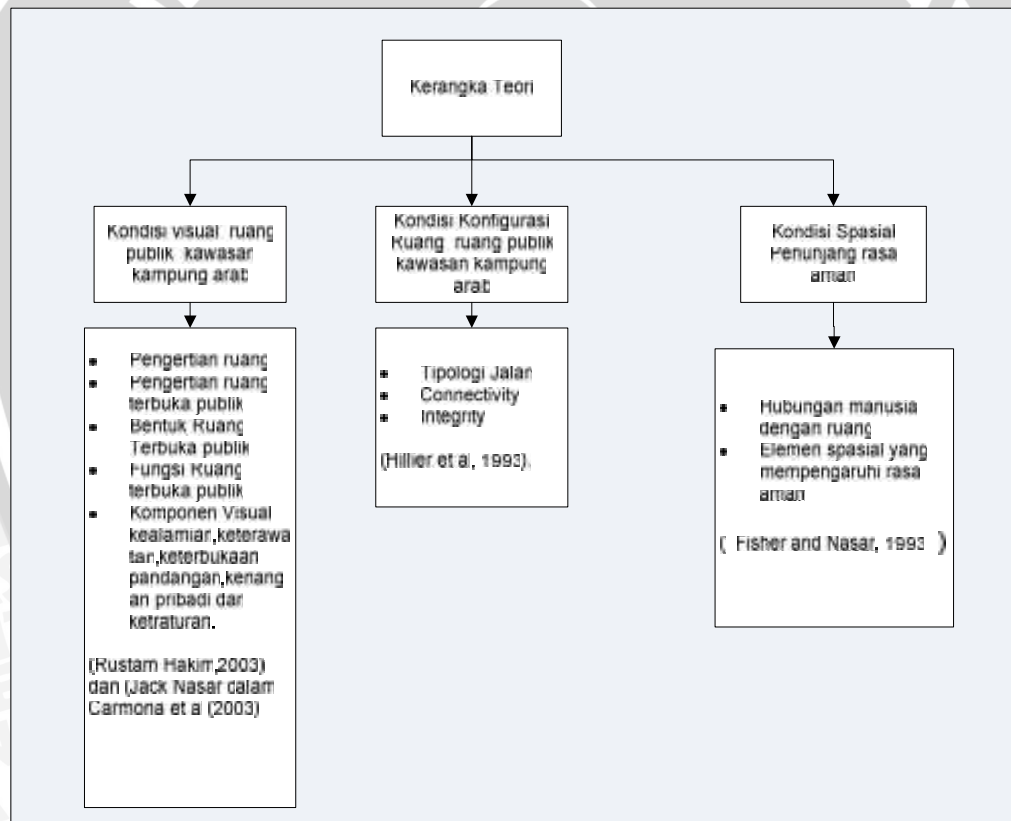 Kerangka Teori
Kondisi visual ruang
publik kawasan
kampung arab
Kondisi Konfigurasi
Ruang ruang publik
kawasan kampung
arab
Kondisi Spasial
Penunjang rasa
aman
Pengertian ruang
Pengertian ruang
terbuka publik
Bentuk Ruang
Terbuka publik
Fungsi Ruang
terbuka publik
Komponen Visual
kealamian,keterawa
tan,keterbukaan
pandangan,kenang
an pribadi dan
ketraturan.
(Rustam Hakim,2003)
dan (Jack Nasar dalam
Carmona et a (2003)
Tipologi Jalan
Connectivity
Integrity
(Hillier et al, 1993).
Hubungan manusia
dengan ruang
Elemen spasial yang
mempengaruhi rasa
aman
( Fisher and Nasar, 1993 )